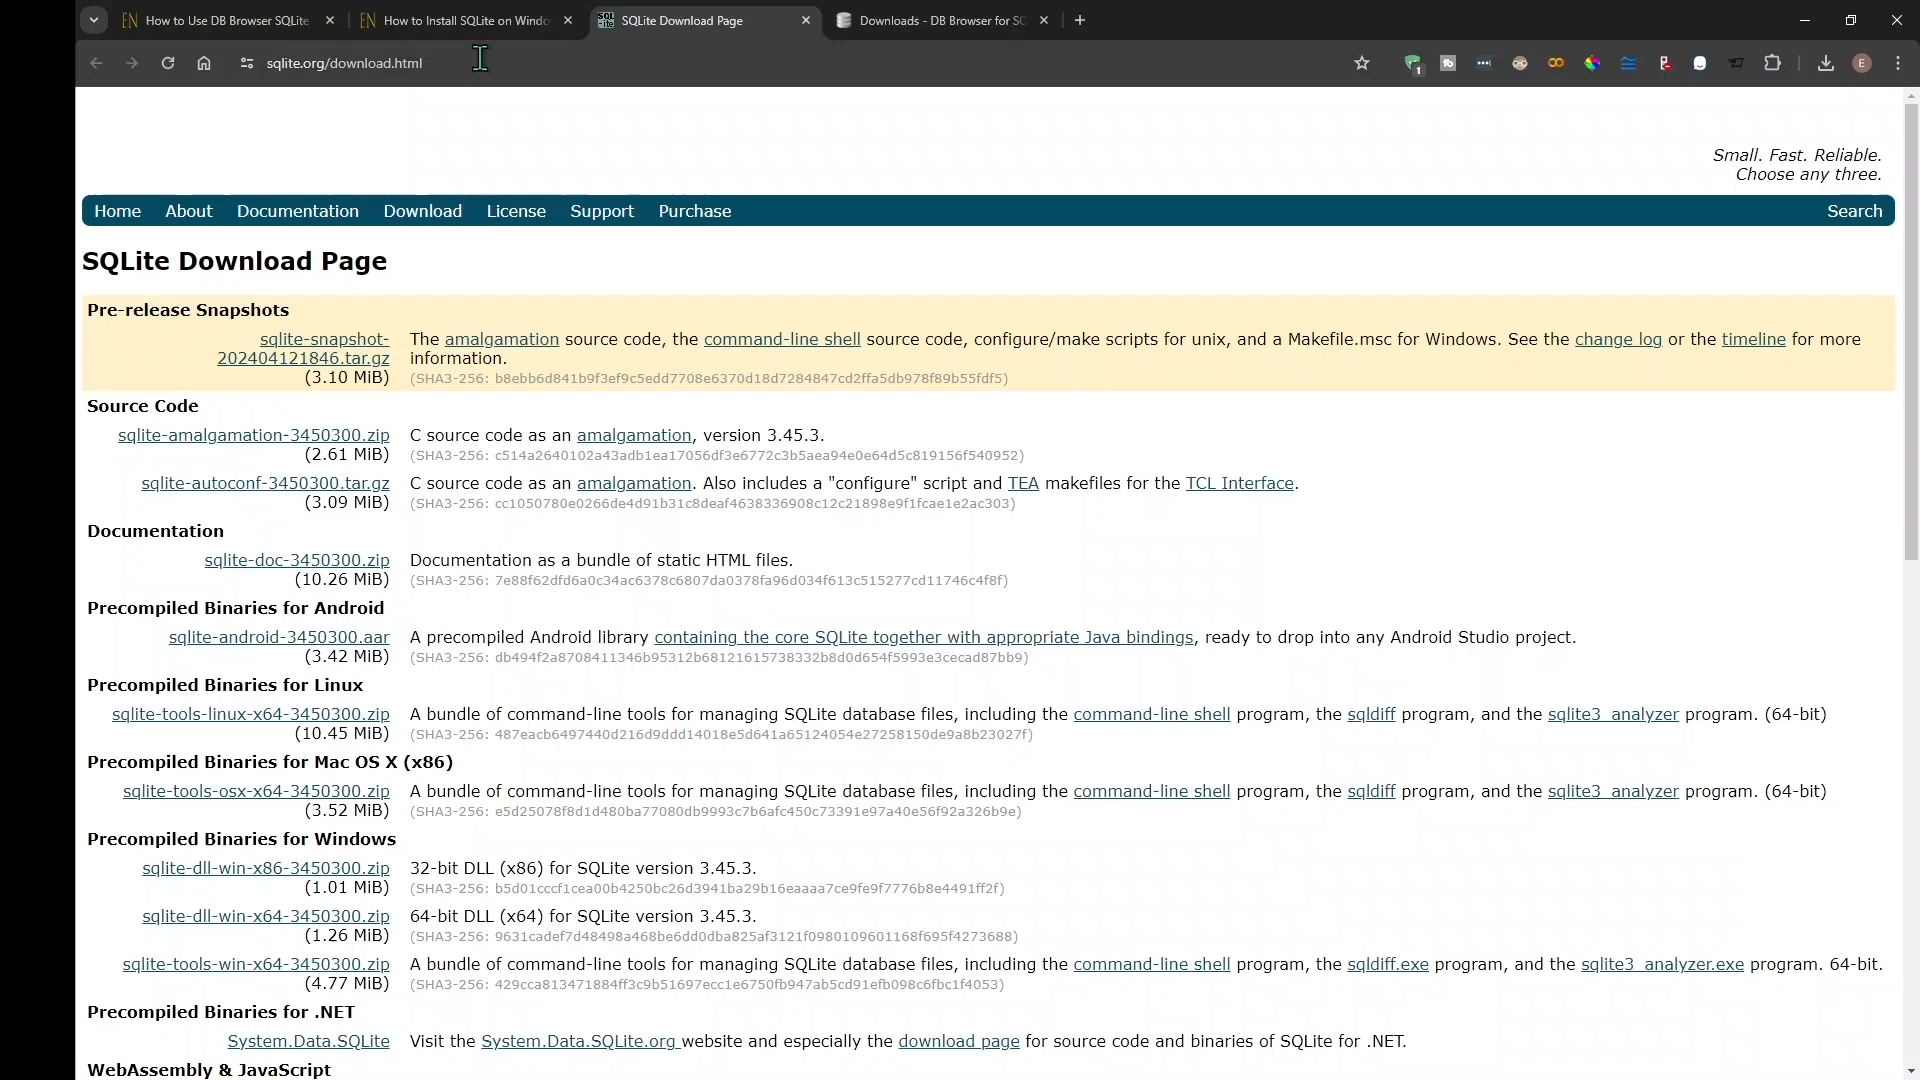 How to Use DB Browser SQLite
How to Install SQLite on Windo
SQLite Download Page
Downloads - DB Browser for SQ
sqlite.org/download.html
1
E
Small. Fast. Reliable.
Choose any three.
Home About Documentation Download License Support Purchase Search
SQLite Download Page
Pre-release Snapshots
sqlite-snapshot-
202404121846.tar.gz
(3.10 MiB)
The amalgamation source code, the command-line shell source code, configure/make scripts for unix, and a Makefile.msc for Windows. See the change log or the timeline for more
information.
(SHA3-256: b8ebb6d841b9f3ef9c5edd7708e6370d18d7284847cd2ffa5db978f89b55fdf5)
Source Code
sqlite-amalgamation-3450300.zip
(2.61 MiB)
C source code as an amalgamation, version 3.45.3.
(SHA3-256: c514a2640102a43adb1ea17056df3e6772c3b5aea94e0e64d5c819156f540952)
sqlite-autoconf-3450300.tar.gz
(3.09 MiB)
C source code as an amalgamation. Also includes a "configure" script and TEA makefiles for the TCL Interface.
(SHA3-256: cc1050780e0266de4d91b31c8deaf4638336908c12c21898e9f1fcae1e2ac303)
Documentation
sqlite-doc-3450300.zip
(10.26 MiB)
Documentation as a bundle of static HTML files.
(SHA3-256: 7e88f62dfd6a0c34ac6378c6807da0378fa96d034f613c515277cd11746c4f8f)
Precompiled Binaries for Android
sqlite-android-3450300.aar
(3.42 MiB)
A precompiled Android library containing the core SQLite together with appropriate Java bindings, ready to drop into any Android Studio project.
(SHA3-256: db494f2a8708411346b95312b68121615738332b8d0d654f5993e3cecad87bb9)
Precompiled Binaries for Linux
sqlite-tools-linux-x64-3450300.zip
(10.45 MiB)
A bundle of command-line tools for managing SQLite database files, including the command-line shell program, the sqldiff program, and the sqlite3_analyzer program. (64-bit)
(SHA3-256: 487eacb6497440d216d9ddd14018e5d641a65124054e27258150de9a8b23027f)
Precompiled Binaries for Mac OS X (x86)
sqlite-tools-osx-x64-3450300.zip
(3.52 MiB)
A bundle of command-line tools for managing SQLite database files, including the command-line shell program, the sqldiff program, and the sqlite3_analyzer program. (64-bit)
(SHA3-256: e5d25078f8d1d480ba77080db9993c7b6afc450c73391e97a40e56f92a326b9e)
Precompiled Binaries for Windows
sqlite-dll-win-x86-3450300.zip
(1.01 MiB)
32-bit DLL (x86) for SQLite version 3.45.3.
(SHA3-256: b5d01cccf1cea00b4250bc26d3941ba29b16eaaaa7ce9fe9f7776b8e4491ff2f)
sqlite-dll-win-x64-3450300.zip
(1.26 MiB)
64-bit DLL (x64) for SQLite version 3.45.3.
(SHA3-256: 9631cadef7d48498a468be6dd0dba825af3121f0980109601168f695f4273688)
sqlite-tools-win-x64-3450300.zip
(4.77 MiB)
A bundle of command-line tools for managing SQLite database files, including the command-line shell program, the sqldiff.exe program, and the sqlite3_analyzer.exe program. 64-bit.
(SHA3-256: 429cca813471884ff3c9b51697ecc1e6750fb947ab5cd91efb098c6fbc1f4053)
Precompiled Binaries for .NET
System.Data.SQLite
Visit the System.Data.SQLite.org website and especially the download page for source code and binaries of SQLite for .NET.
WebAssembly & JavaScript